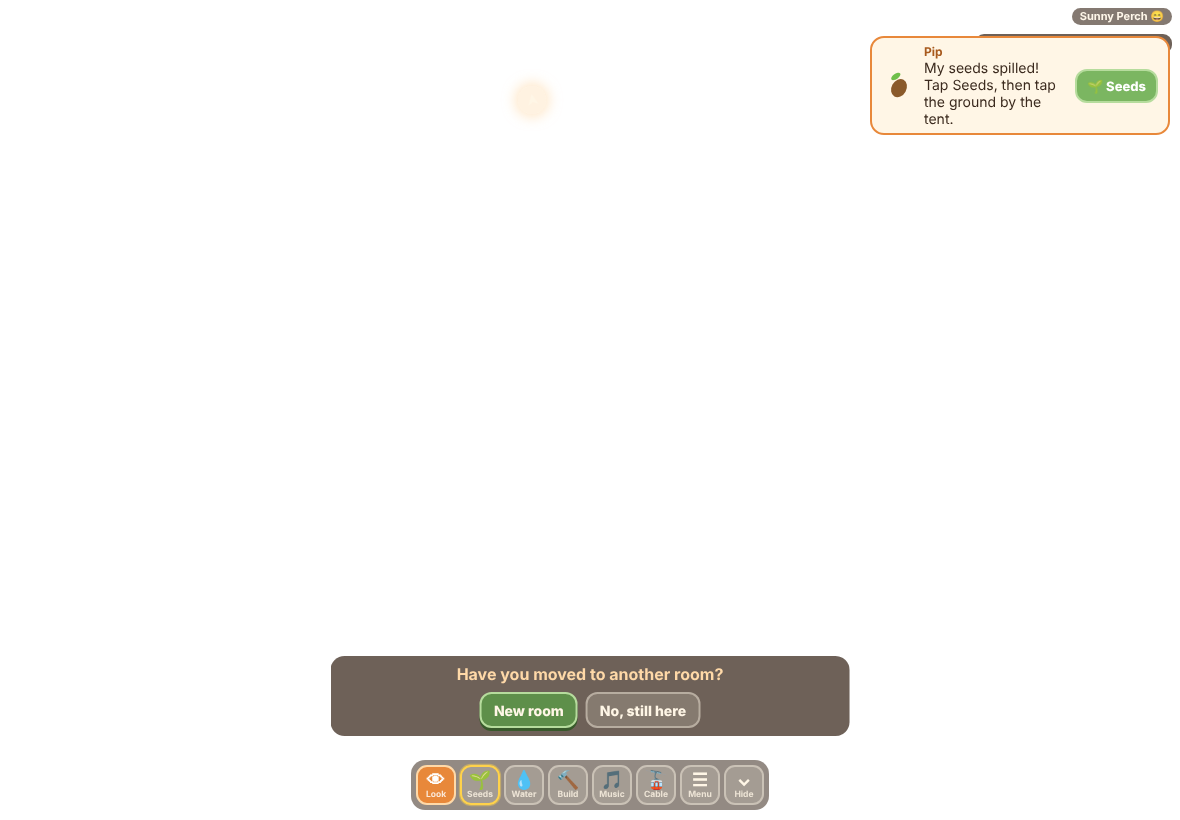 Sunny Perch 😀
Pip
My seeds spilled!
Tap Seeds, then tap
the ground by the
tent.
🌱 Seeds
Have you moved to another room?
New room
No, still here
Look
Seeds
Water
Build
Music
Cable
Menu
Hide